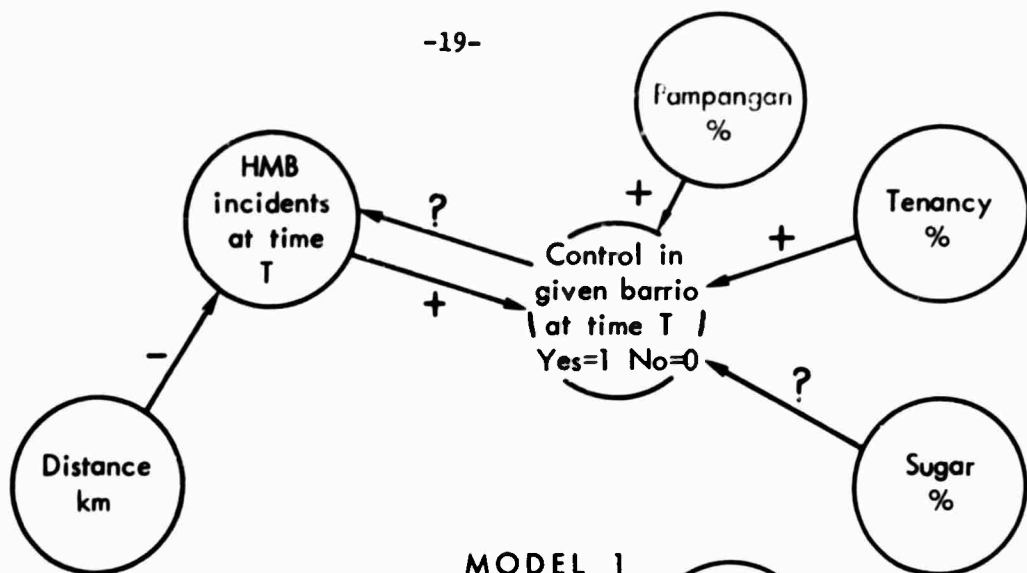 -19-
Pampangan
%
HMB
incidents
at time
T
?
+
Tenancy
%
+
Control in
given barrio
at time T
Yes=1 No=0
+
-
?
Distance
km
Sugar
%
MODEL 1